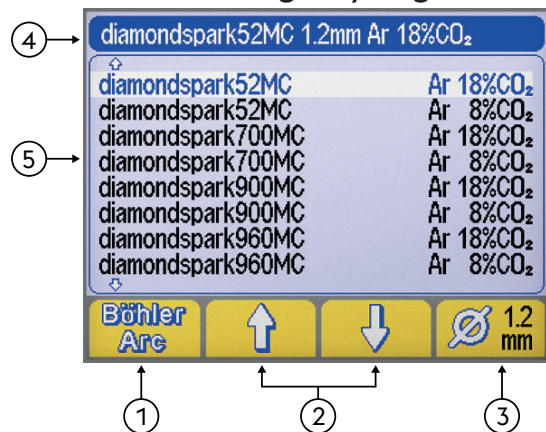 ④ diamondspark52MC 1.2mm Ar 18%CO₂
⑤
diamondspark52MC Ar 18%CO₂
diamondspark52MC Ar 8%CO₂
diamondspark700MC Ar 18%CO₂
diamondspark700MC Ar 8%CO₂
diamondspark900MC Ar 18%CO₂
diamondspark900MC Ar 8%CO₂
diamondspark960MC Ar 18%CO₂
diamondspark960MC Ar 8%CO₂
Böhler
Arc
Ø 1.2
mm
① ② ③